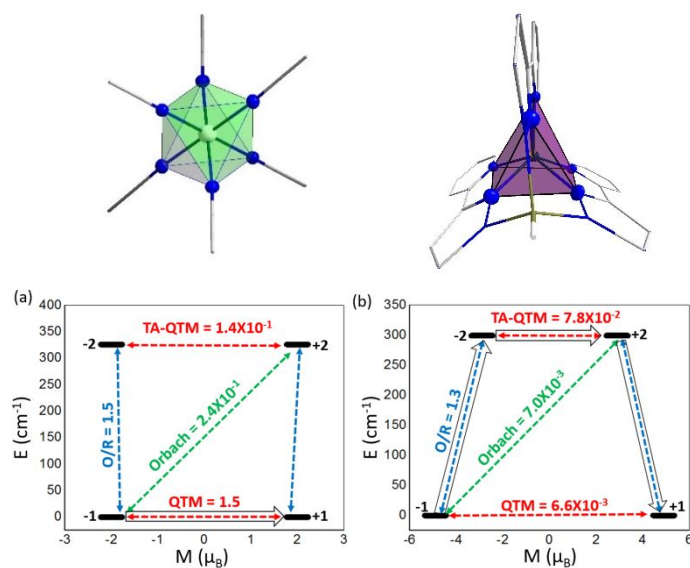 (a)
400
350
300
250
200
150
100
50
0
E (cm⁻¹)
-2
TA-QTM = 1.4X10⁻¹
+2
O/R = 1.5
Orbach = 2.4X10⁻¹
QTM = 1.5
-1
+1
-3 -2 -1 0 1 2 3
M (μB)
(b)
350
300
250
200
150
100
50
0
E (cm⁻¹)
-2
TA-QTM = 7.8X10⁻²
+2
O/R = 1.3
Orbach = 7.0X10⁻³
-1
QTM = 6.6X10⁻³
+1
-6 -4 -2 0 2 4 6
M (μB)